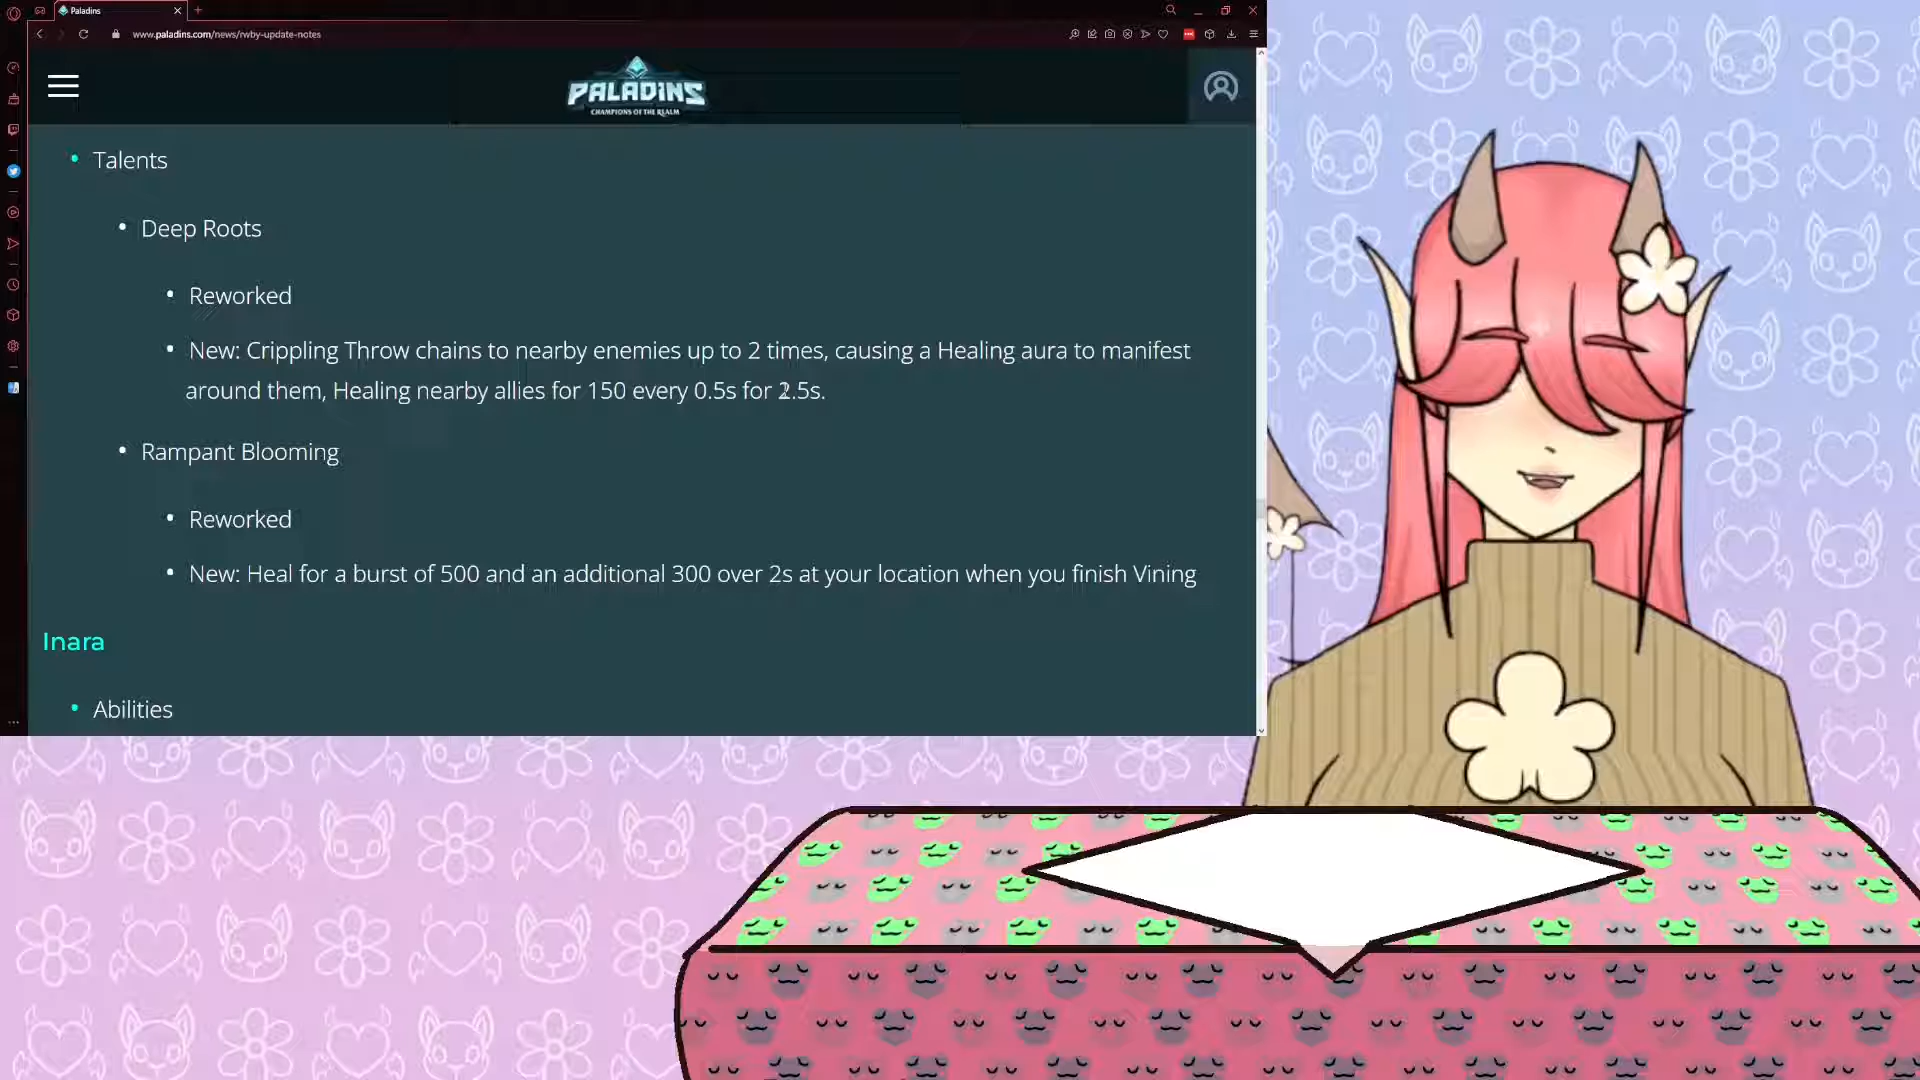 Paladins
www.paladins.com/news/rwby-update-notes
PALADINS
CHAMPIONS OF THE REALM
Talents
Deep Roots
Reworked
New: Crippling Throw chains to nearby enemies up to 2 times, causing a Healing aura to manifest
around them, Healing nearby allies for 150 every 0.5s for 2.5s.
Rampant Blooming
Reworked
New: Heal for a burst of 500 and an additional 300 over 2s at your location when you finish Vining
Inara
Abilities